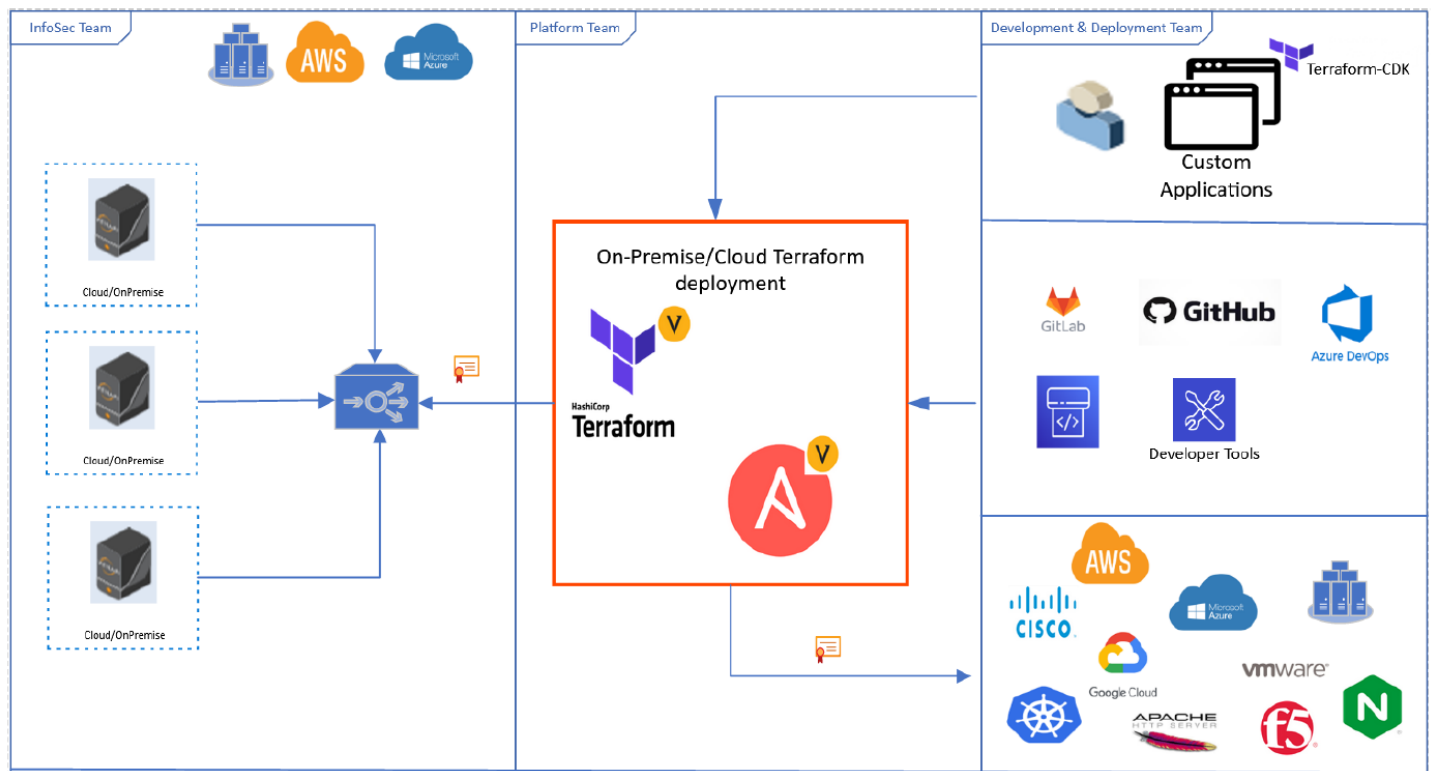 InfoSec Team
AWS
Microsoft
Azure
Cloud/OnPremise
Cloud/OnPremise
Cloud/OnPremise
Platform Team
On-Premise/Cloud Terraform
deployment
V
HashiCorp
Terraform
V
A
Development & Deployment Team
Terraform-CDK
Custom
Applications
GitLab
GitHub
Azure DevOps
</>
Developer Tools
AWS
CISCO.
Microsoft
Azure
Google Cloud
vmware®
APACHE
HTTP SERVER
f5®
N